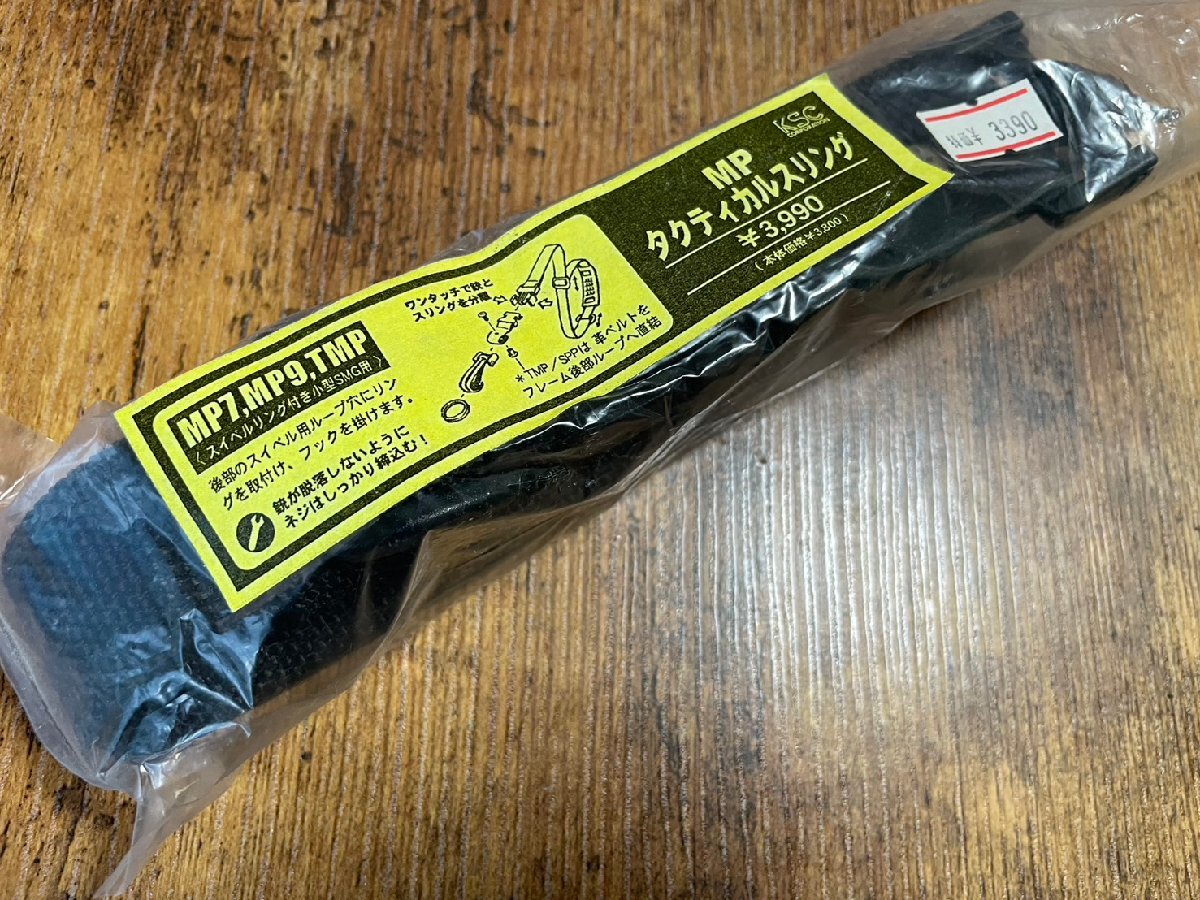 KSC
CORPORATION
MP
タクティカルスリング
¥3,990
(本体価格¥3,800)
特価¥ 3390
ワンタッチで銃と
スリングを分離
*TMP/SPPは 革ベルトを
フレーム後部ループへ直結
MP7,MP9,TMP
(スイベルリング付き小型SMG用)
後部のスイベル用ループ穴にリン
グを取付け、フックを掛けます。
銃が脱落しないように
ネジはしっかり締込む!